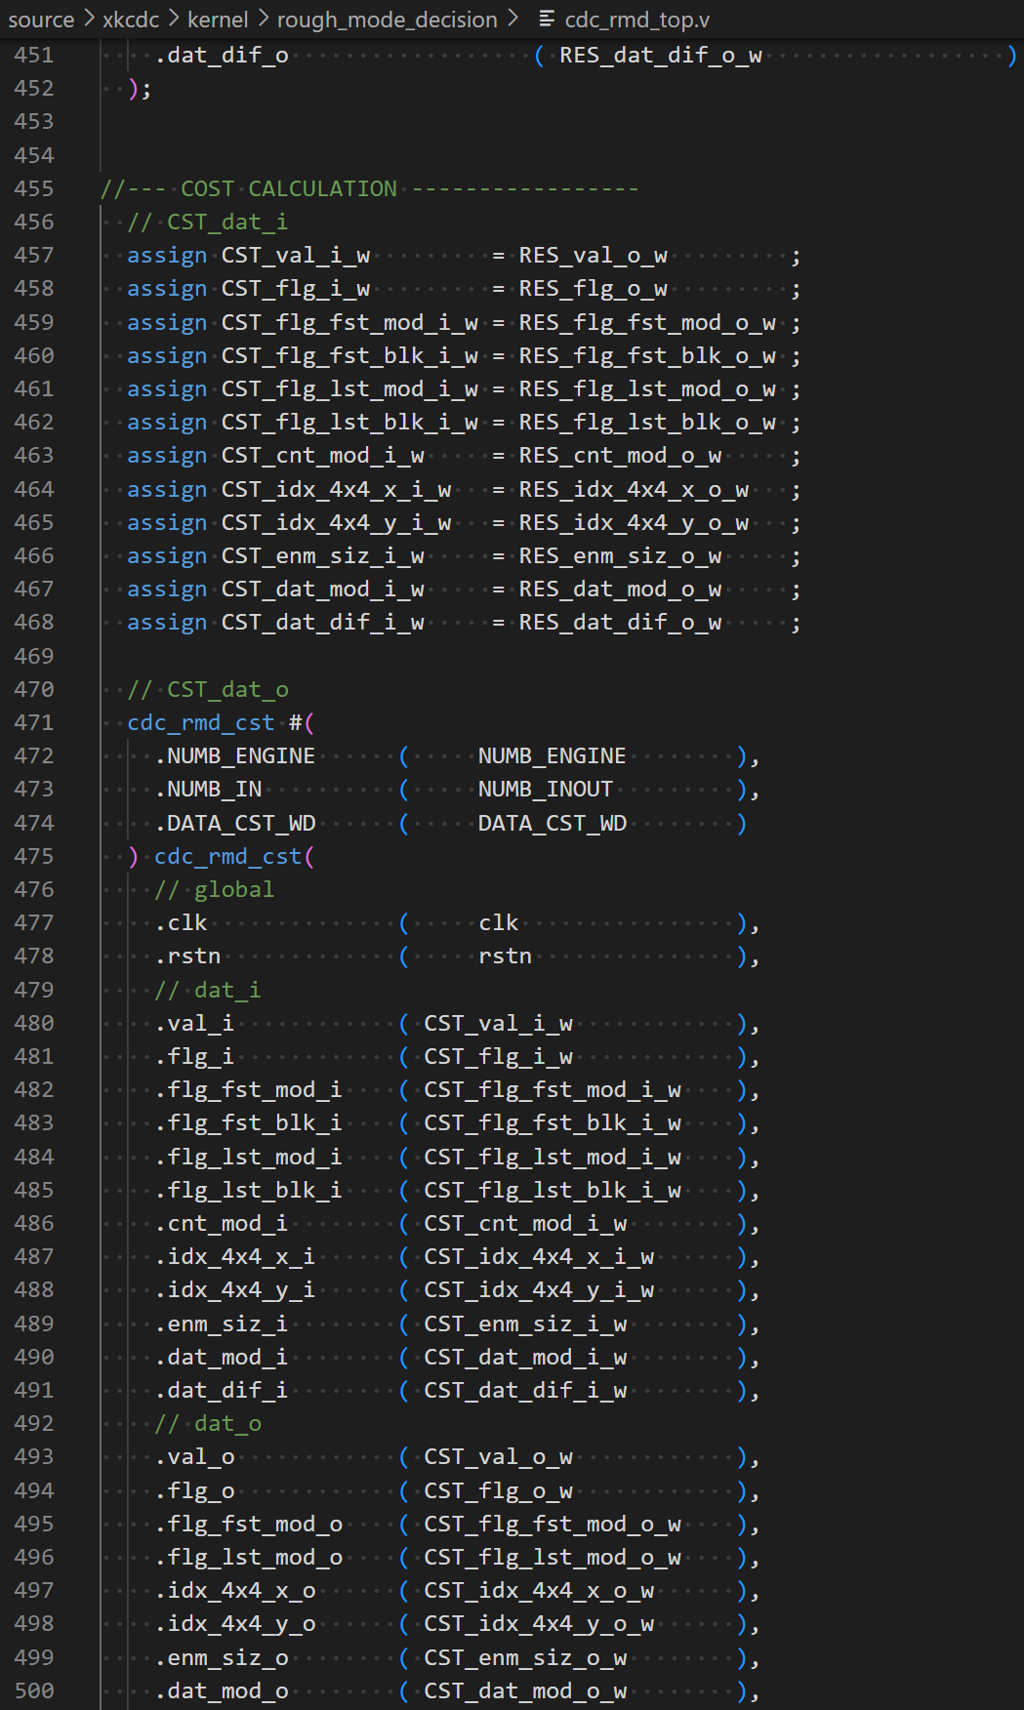 source > xkcdc > kernel > rough_mode_decision > cdc_rmd_top.v
451 .dat_dif_o ( RES_dat_dif_o_w )
452 );
453
454
455 //--- COST CALCULATION -----------------
456 // CST_dat_i
457 assign CST_val_i_w = RES_val_o_w ;
458 assign CST_flg_i_w = RES_flg_o_w ;
459 assign CST_flg_fst_mod_i_w = RES_flg_fst_mod_o_w ;
460 assign CST_flg_fst_blk_i_w = RES_flg_fst_blk_o_w ;
461 assign CST_flg_lst_mod_i_w = RES_flg_lst_mod_o_w ;
462 assign CST_flg_lst_blk_i_w = RES_flg_lst_blk_o_w ;
463 assign CST_cnt_mod_i_w = RES_cnt_mod_o_w ;
464 assign CST_idx_4x4_x_i_w = RES_idx_4x4_x_o_w ;
465 assign CST_idx_4x4_y_i_w = RES_idx_4x4_y_o_w ;
466 assign CST_enm_siz_i_w = RES_enm_siz_o_w ;
467 assign CST_dat_mod_i_w = RES_dat_mod_o_w ;
468 assign CST_dat_dif_i_w = RES_dat_dif_o_w ;
469
470 // CST_dat_o
471 cdc_rmd_cst #(
472 .NUMB_ENGINE ( NUMB_ENGINE ),
473 .NUMB_IN ( NUMB_INOUT ),
474 .DATA_CST_WD ( DATA_CST_WD )
475 ) cdc_rmd_cst(
476 // global
477 .clk ( clk ),
478 .rstn ( rstn ),
479 // dat_i
480 .val_i ( CST_val_i_w ),
481 .flg_i ( CST_flg_i_w ),
482 .flg_fst_mod_i ( CST_flg_fst_mod_i_w ),
483 .flg_fst_blk_i ( CST_flg_fst_blk_i_w ),
484 .flg_lst_mod_i ( CST_flg_lst_mod_i_w ),
485 .flg_lst_blk_i ( CST_flg_lst_blk_i_w ),
486 .cnt_mod_i ( CST_cnt_mod_i_w ),
487 .idx_4x4_x_i ( CST_idx_4x4_x_i_w ),
488 .idx_4x4_y_i ( CST_idx_4x4_y_i_w ),
489 .enm_siz_i ( CST_enm_siz_i_w ),
490 .dat_mod_i ( CST_dat_mod_i_w ),
491 .dat_dif_i ( CST_dat_dif_i_w ),
492 // dat_o
493 .val_o ( CST_val_o_w ),
494 .flg_o ( CST_flg_o_w ),
495 .flg_fst_mod_o ( CST_flg_fst_mod_o_w ),
496 .flg_lst_mod_o ( CST_flg_lst_mod_o_w ),
497 .idx_4x4_x_o ( CST_idx_4x4_x_o_w ),
498 .idx_4x4_y_o ( CST_idx_4x4_y_o_w ),
499 .enm_siz_o ( CST_enm_siz_o_w ),
500 .dat_mod_o ( CST_dat_mod_o_w ),